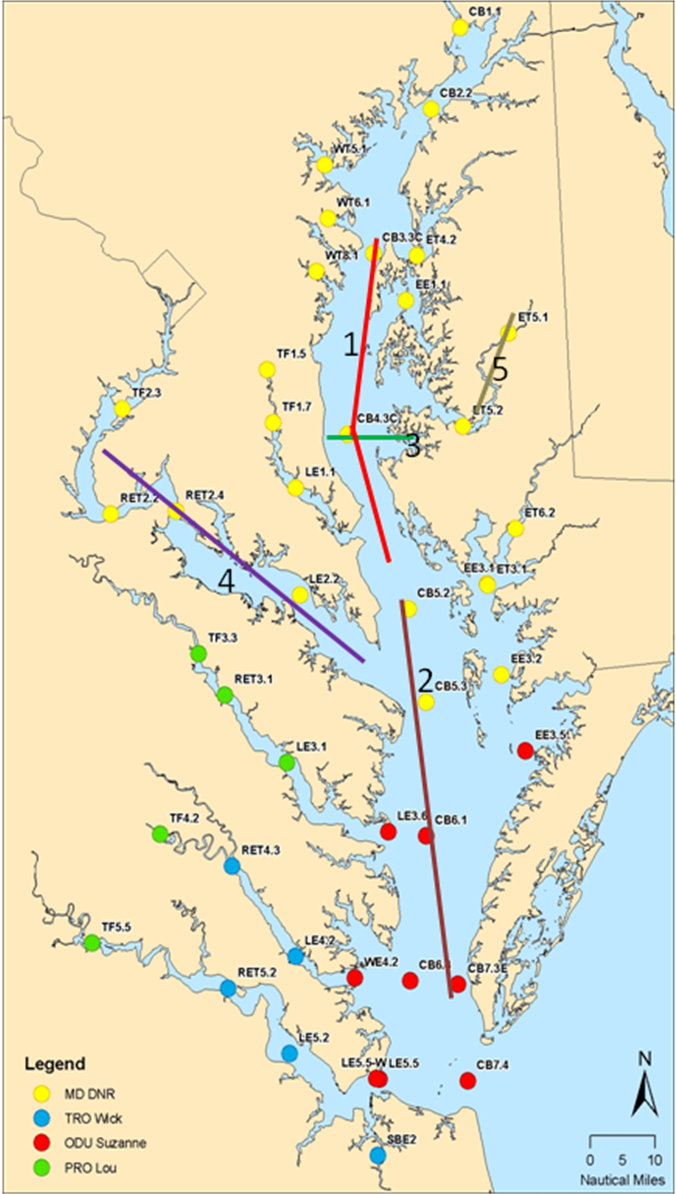 CB1.1
CB2.2
WT5.1
WT6.1
CB3.3C ET4.2
WT8.1
EE1.1
ET5.1
1
TF1.5
5
TF2.3
TF1.7
CB4.3C
ET5.2
3
LE1.1
RET2.2
RET2.4
ET6.2
EE3.1 ET3.1
4
LE2.2
CB5.2
TF3.3
EE3.2
RET3.1
2
CB5.3
EE3.5
LE3.1
TF4.2
LE3.6
CB6.1
RET4.3
TF5.5
LE4.2
WE4.2
CB6.
CB7.3E
RET5.2
LE5.2
LE5.5-W LE5.5
CB7.4
SBE2
Legend
MD DNR
TRO Wick
ODU Suzanne
PRO Lou
N
0 5 10
Nautical Miles